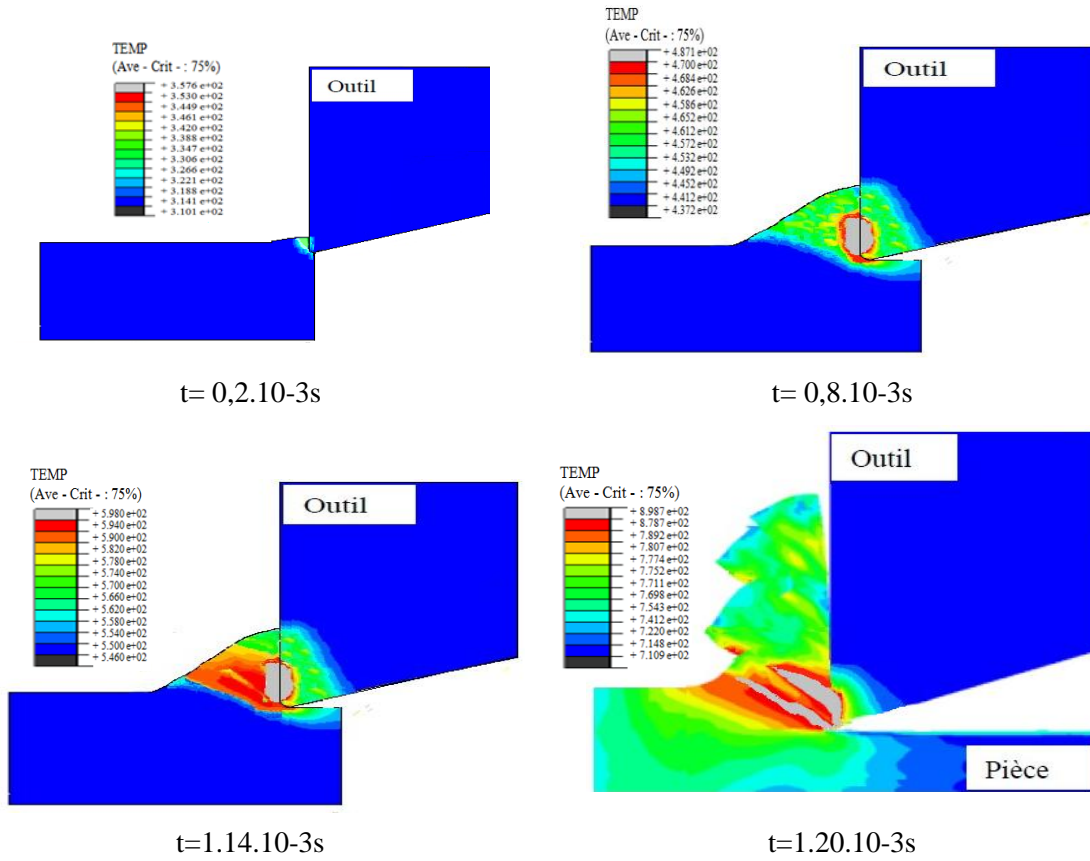 TEMP
(Ave - Crit - : 75%)
+ 3.576 e+02
+ 3.530 e+02
+ 3.449 e+02
+ 3.461 e+02
+ 3.420 e+02
+ 3.388 e+02
+ 3.347 e+02
+ 3.306 e+02
+ 3.266 e+02
+ 3.221 e+02
+ 3.188 e+02
+ 3.141 e+02
+ 3.101 e+02
Outil
t= 0,2.10-3s
TEMP
(Ave - Crit - : 75%)
+ 4.871 e+02
+ 4.700 e+02
+ 4.684 e+02
+ 4.626 e+02
+ 4.586 e+02
+ 4.652 e+02
+ 4.612 e+02
+ 4.572 e+02
+ 4.532 e+02
+ 4.492 e+02
+ 4.452 e+02
+ 4.412 e+02
+ 4.372 e+02
Outil
t= 0,8.10-3s
TEMP
(Ave - Crit - : 75%)
+ 5.980 e+02
+ 5.940 e+02
+ 5.900 e+02
+ 5.820 e+02
+ 5.780 e+02
+ 5.740 e+02
+ 5.700 e+02
+ 5.660 e+02
+ 5.620 e+02
+ 5.580 e+02
+ 5.540 e+02
+ 5.500 e+02
+ 5.460 e+02
Outil
t=1.14.10-3s
TEMP
(Ave - Crit - : 75%)
+ 8.987 e+02
+ 8.787 e+02
+ 7.892 e+02
+ 7.807 e+02
+ 7.774 e+02
+ 7.752 e+02
+ 7.711 e+02
+ 7.698 e+02
+ 7.543 e+02
+ 7.412 e+02
+ 7.220 e+02
+ 7.148 e+02
+ 7.109 e+02
Outil
Pièce
t=1.20.10-3s